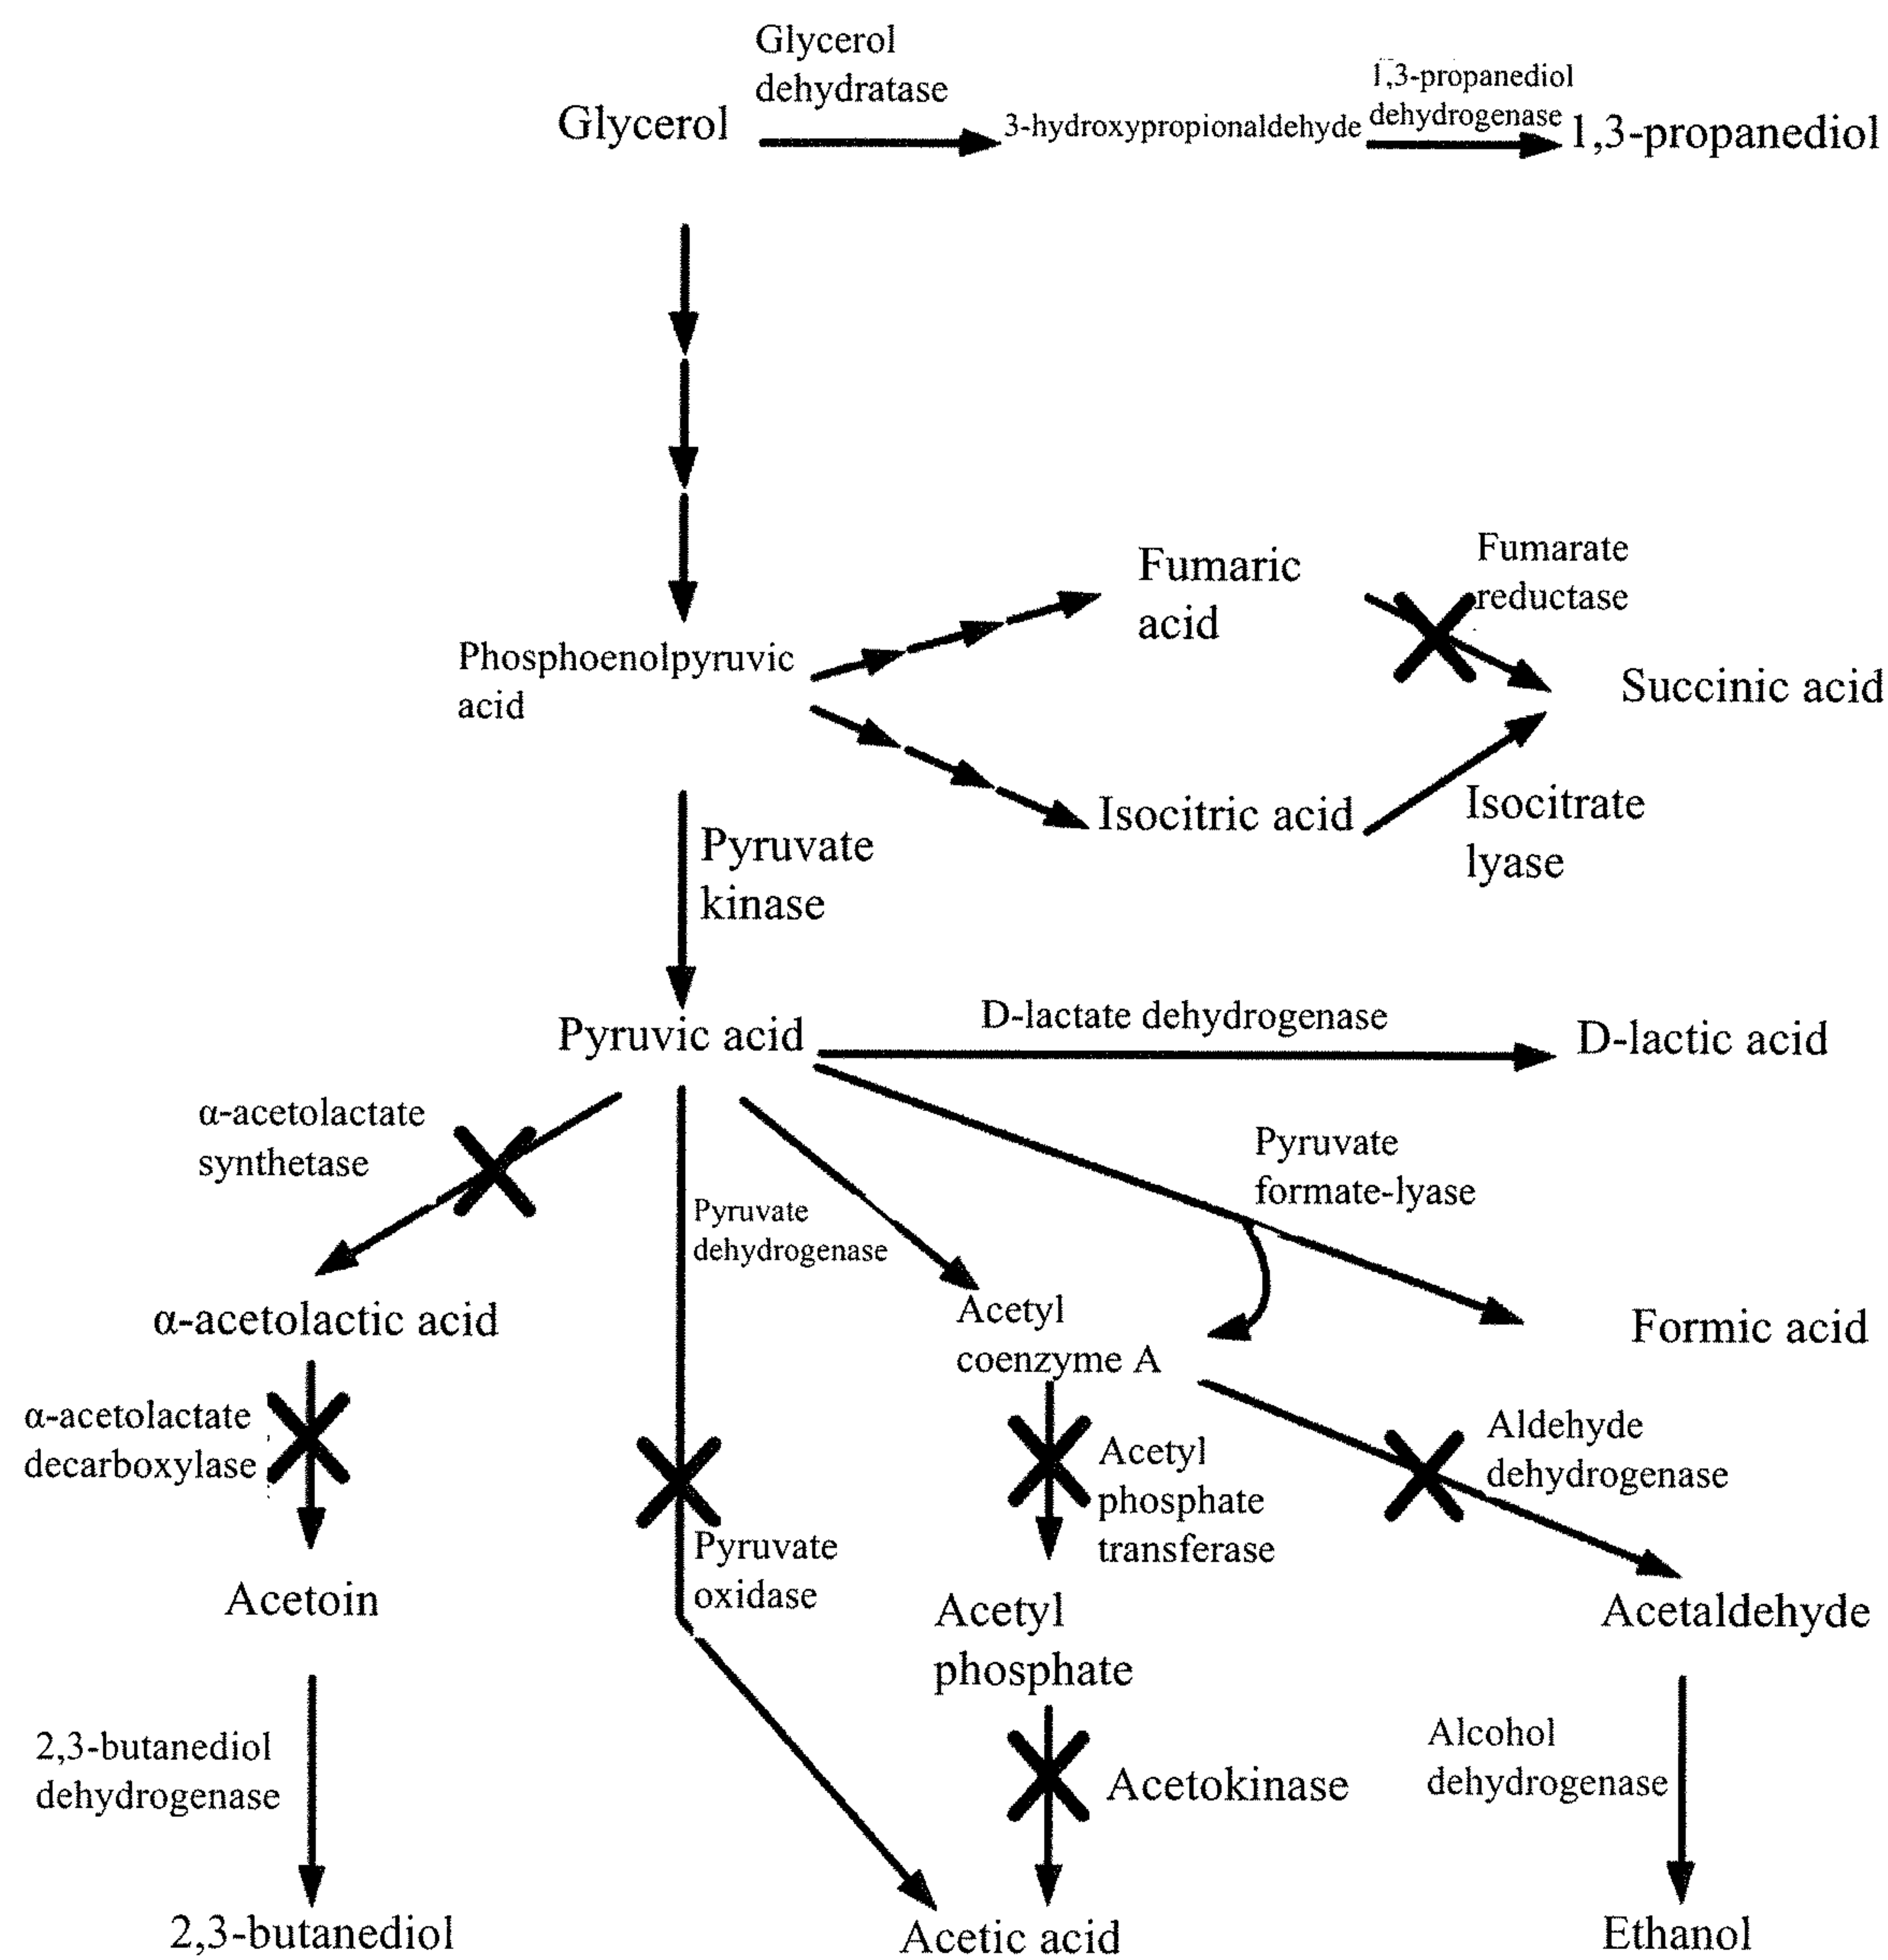 Glycerol
dehydratase
1,3-propanediol
dehydrogenase
Glycerol
3-hydroxypropionaldehyde
1,3-propanediol
Fumaric
acid
Fumarate
reductase
Phosphoenolpyruvic
acid
Succinic acid
Isocitric acid
Isocitrate
lyase
Pyruvate
kinase
Pyruvic acid
D-lactate dehydrogenase
D-lactic acid
α-acetolactate
synthetase
Pyruvate
formate-lyase
Pyruvate
dehydrogenase
α-acetolactic acid
Acetyl
coenzyme A
Formic acid
α-acetolactate
decarboxylase
Acetyl
phosphate
transferase
Aldehyde
dehydrogenase
Pyruvate
oxidase
Acetoin
Acetyl
phosphate
Acetaldehyde
2,3-butanediol
dehydrogenase
Acetokinase
Alcohol
dehydrogenase
2,3-butanediol
Acetic acid
Ethanol